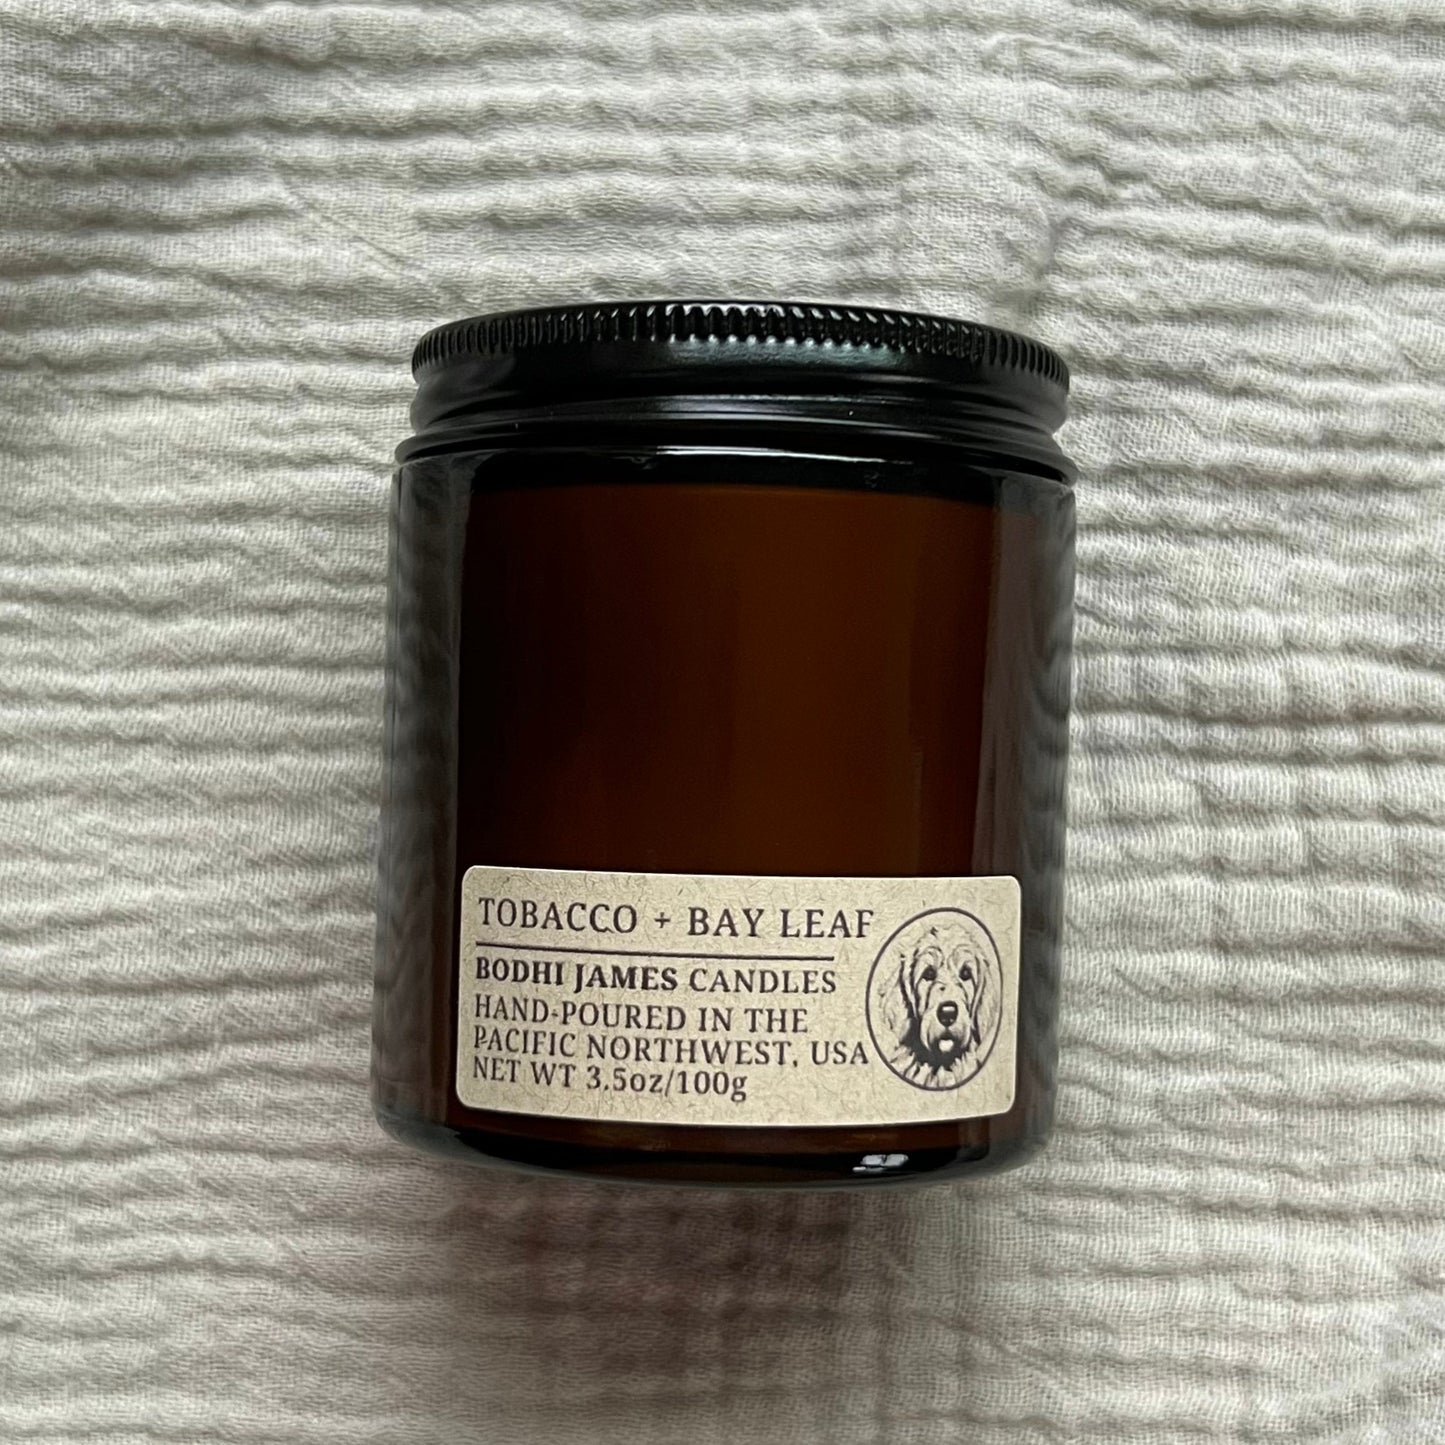 TOBACCO + BAY LEAF
BODHI JAMES CANDLES
HAND-POURED IN THE
PACIFIC NORTHWEST, USA
NET WT 3.5oz/100g